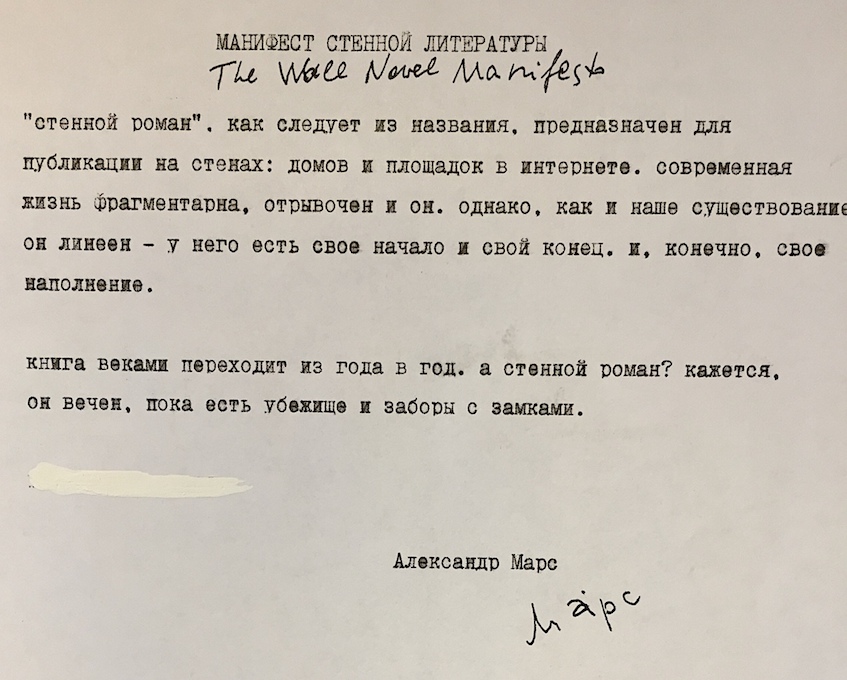 МАНИФЕСТ СТЕННОЙ ЛИТЕРАТУРЫ
The Wall Novel Manifesto
"стенной роман". как следует из названия, предназначен для
публикации на стенах: домов и площадок в интернете. современная
жизнь фрагментарна, отрывочен и он. однако, как и наше существование
он линеен - у него есть свое начало и свой конец. и, конечно, свое
наполнение.
книга веками переходит из года в год. а стенной роман? кажется,
он вечен, пока есть убежище и заборы с замками.
Александр Марс
Марс